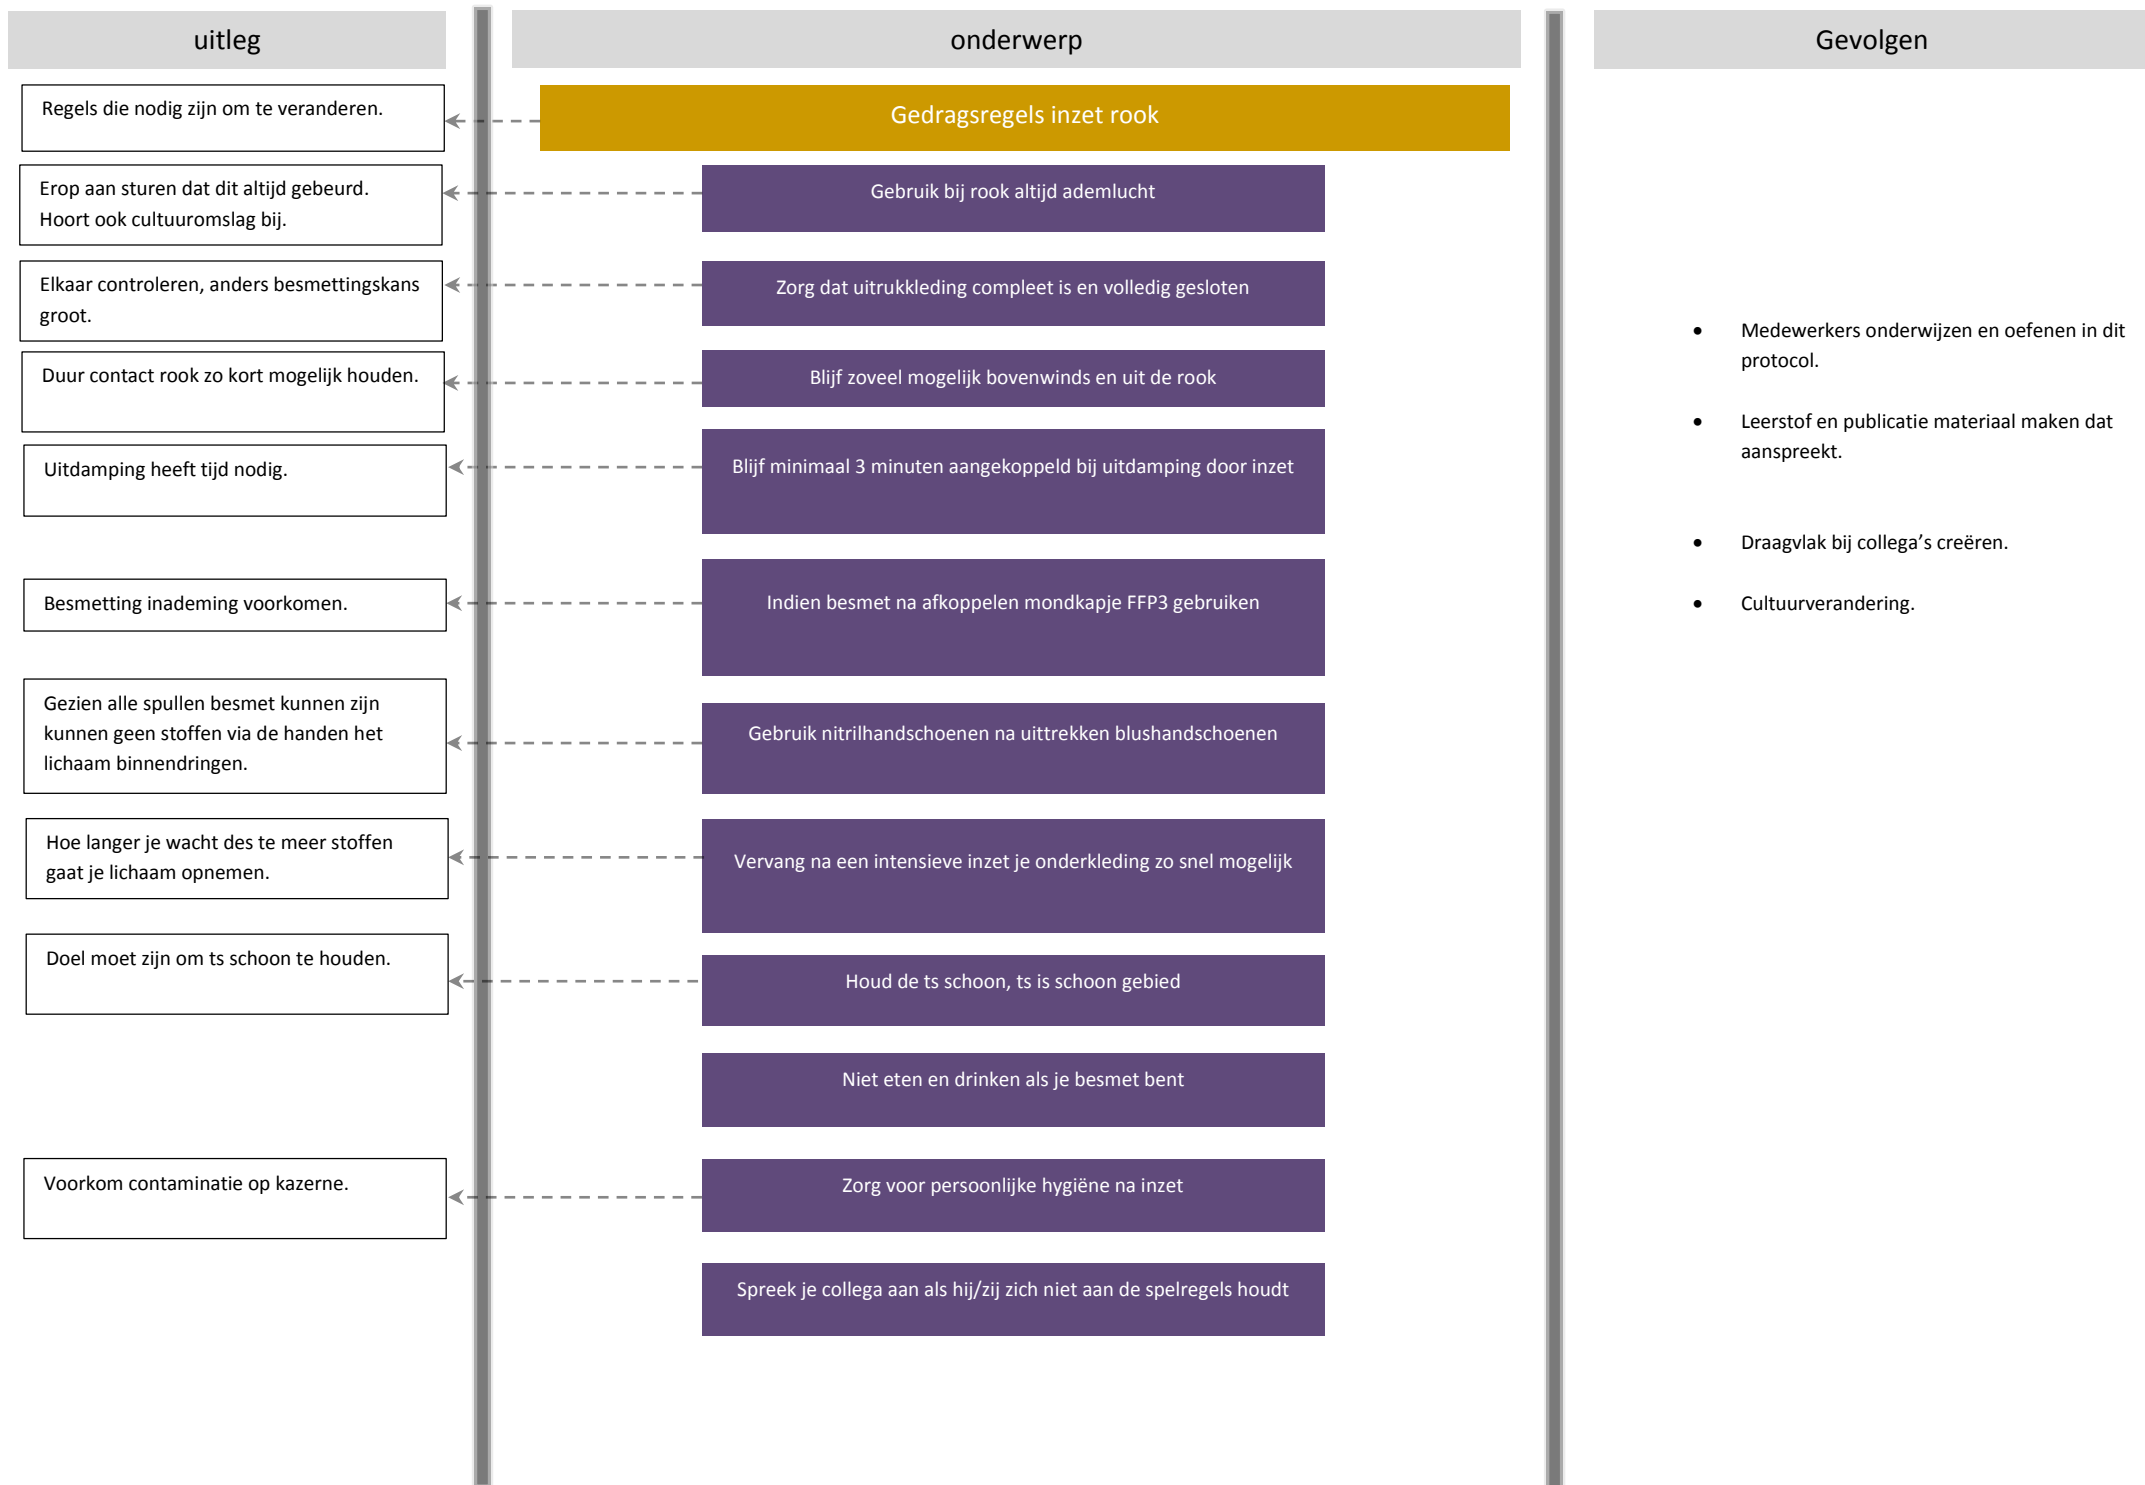 uitleg
onderwerp
Gevolgen
Regels die nodig zijn om te veranderen.
Gedragsregels inzet rook
Erop aan sturen dat dit altijd gebeurd.
Hoort ook cultuuromslag bij.
Gebruik bij rook altijd ademlucht
Elkaar controleren, anders besmettingskans
groot.
Zorg dat uitrukkleding compleet is en volledig gesloten
Duur contact rook zo kort mogelijk houden.
Blijf zoveel mogelijk bovenwinds en uit de rook
Uitdamping heeft tijd nodig.
Blijf minimaal 3 minuten aangekoppeld bij uitdamping door inzet
Besmetting inademing voorkomen.
Indien besmet na afkoppelen mondkapje FFP3 gebruiken
Gezien alle spullen besmet kunnen zijn
kunnen geen stoffen via de handen het
lichaam binnendringen.
Gebruik nitrilhandschoenen na uittrekken blushandschoenen
Hoe langer je wacht des te meer stoffen
gaat je lichaam opnemen.
Vervang na een intensieve inzet je onderkleding zo snel mogelijk
Doel moet zijn om ts schoon te houden.
Houd de ts schoon, ts is schoon gebied
Niet eten en drinken als je besmet bent
Voorkom contaminatie op kazerne.
Zorg voor persoonlijke hygiëne na inzet
Spreek je collega aan als hij/zij zich niet aan de spelregels houdt
• Medewerkers onderwijzen en oefenen in dit
protocol.
• Leerstof en publicatie materiaal maken dat
aanspreekt.
• Draagvlak bij collega's creëren.
• Cultuurverandering.